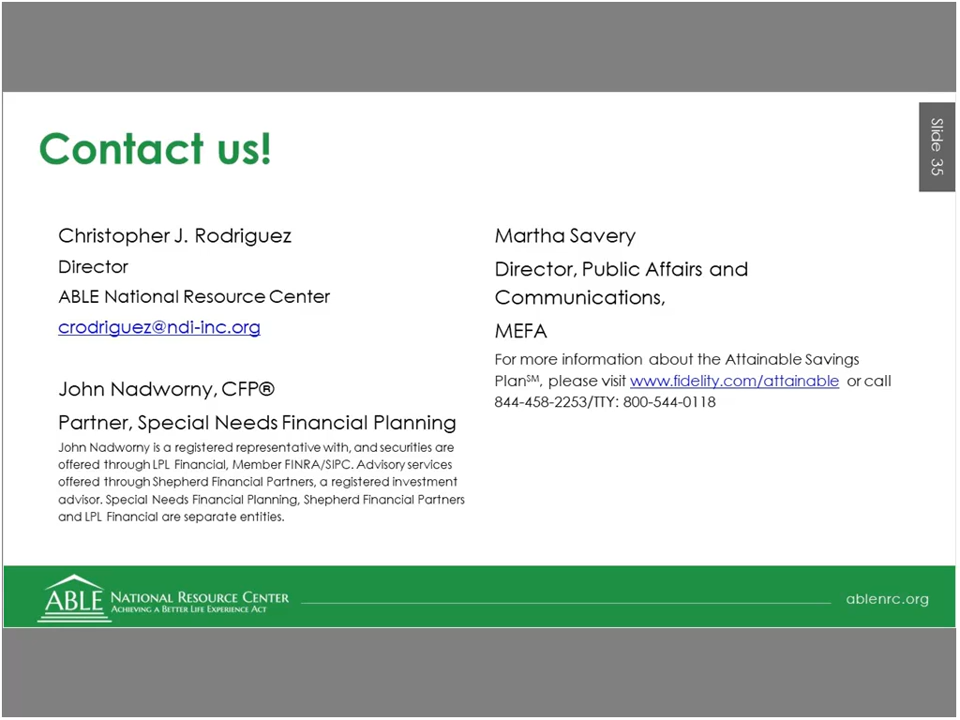 Contact us!
Slide 35
Christopher J. Rodriguez
Director
ABLE National Resource Center
crodriguez@ndi-inc.org
John Nadworny, CFP®
Partner, Special Needs Financial Planning
John Nadworny is a registered representative with, and securities are
offered through LPL Financial, Member FINRA/SIPC. Advisory services
offered through Shepherd Financial Partners, a registered investment
advisor. Special Needs Financial Planning, Shepherd Financial Partners
and LPL Financial are separate entities.
Martha Savery
Director, Public Affairs and
Communications,
MEFA
For more information about the Attainable Savings
Plan℠, please visit www.fidelity.com/attainable or call
844-458-2253/TTY: 800-544-0118
ABLE NATIONAL RESOURCE CENTER
ACHIEVING A BETTER LIFE EXPERIENCE ACT
ablenrc.org